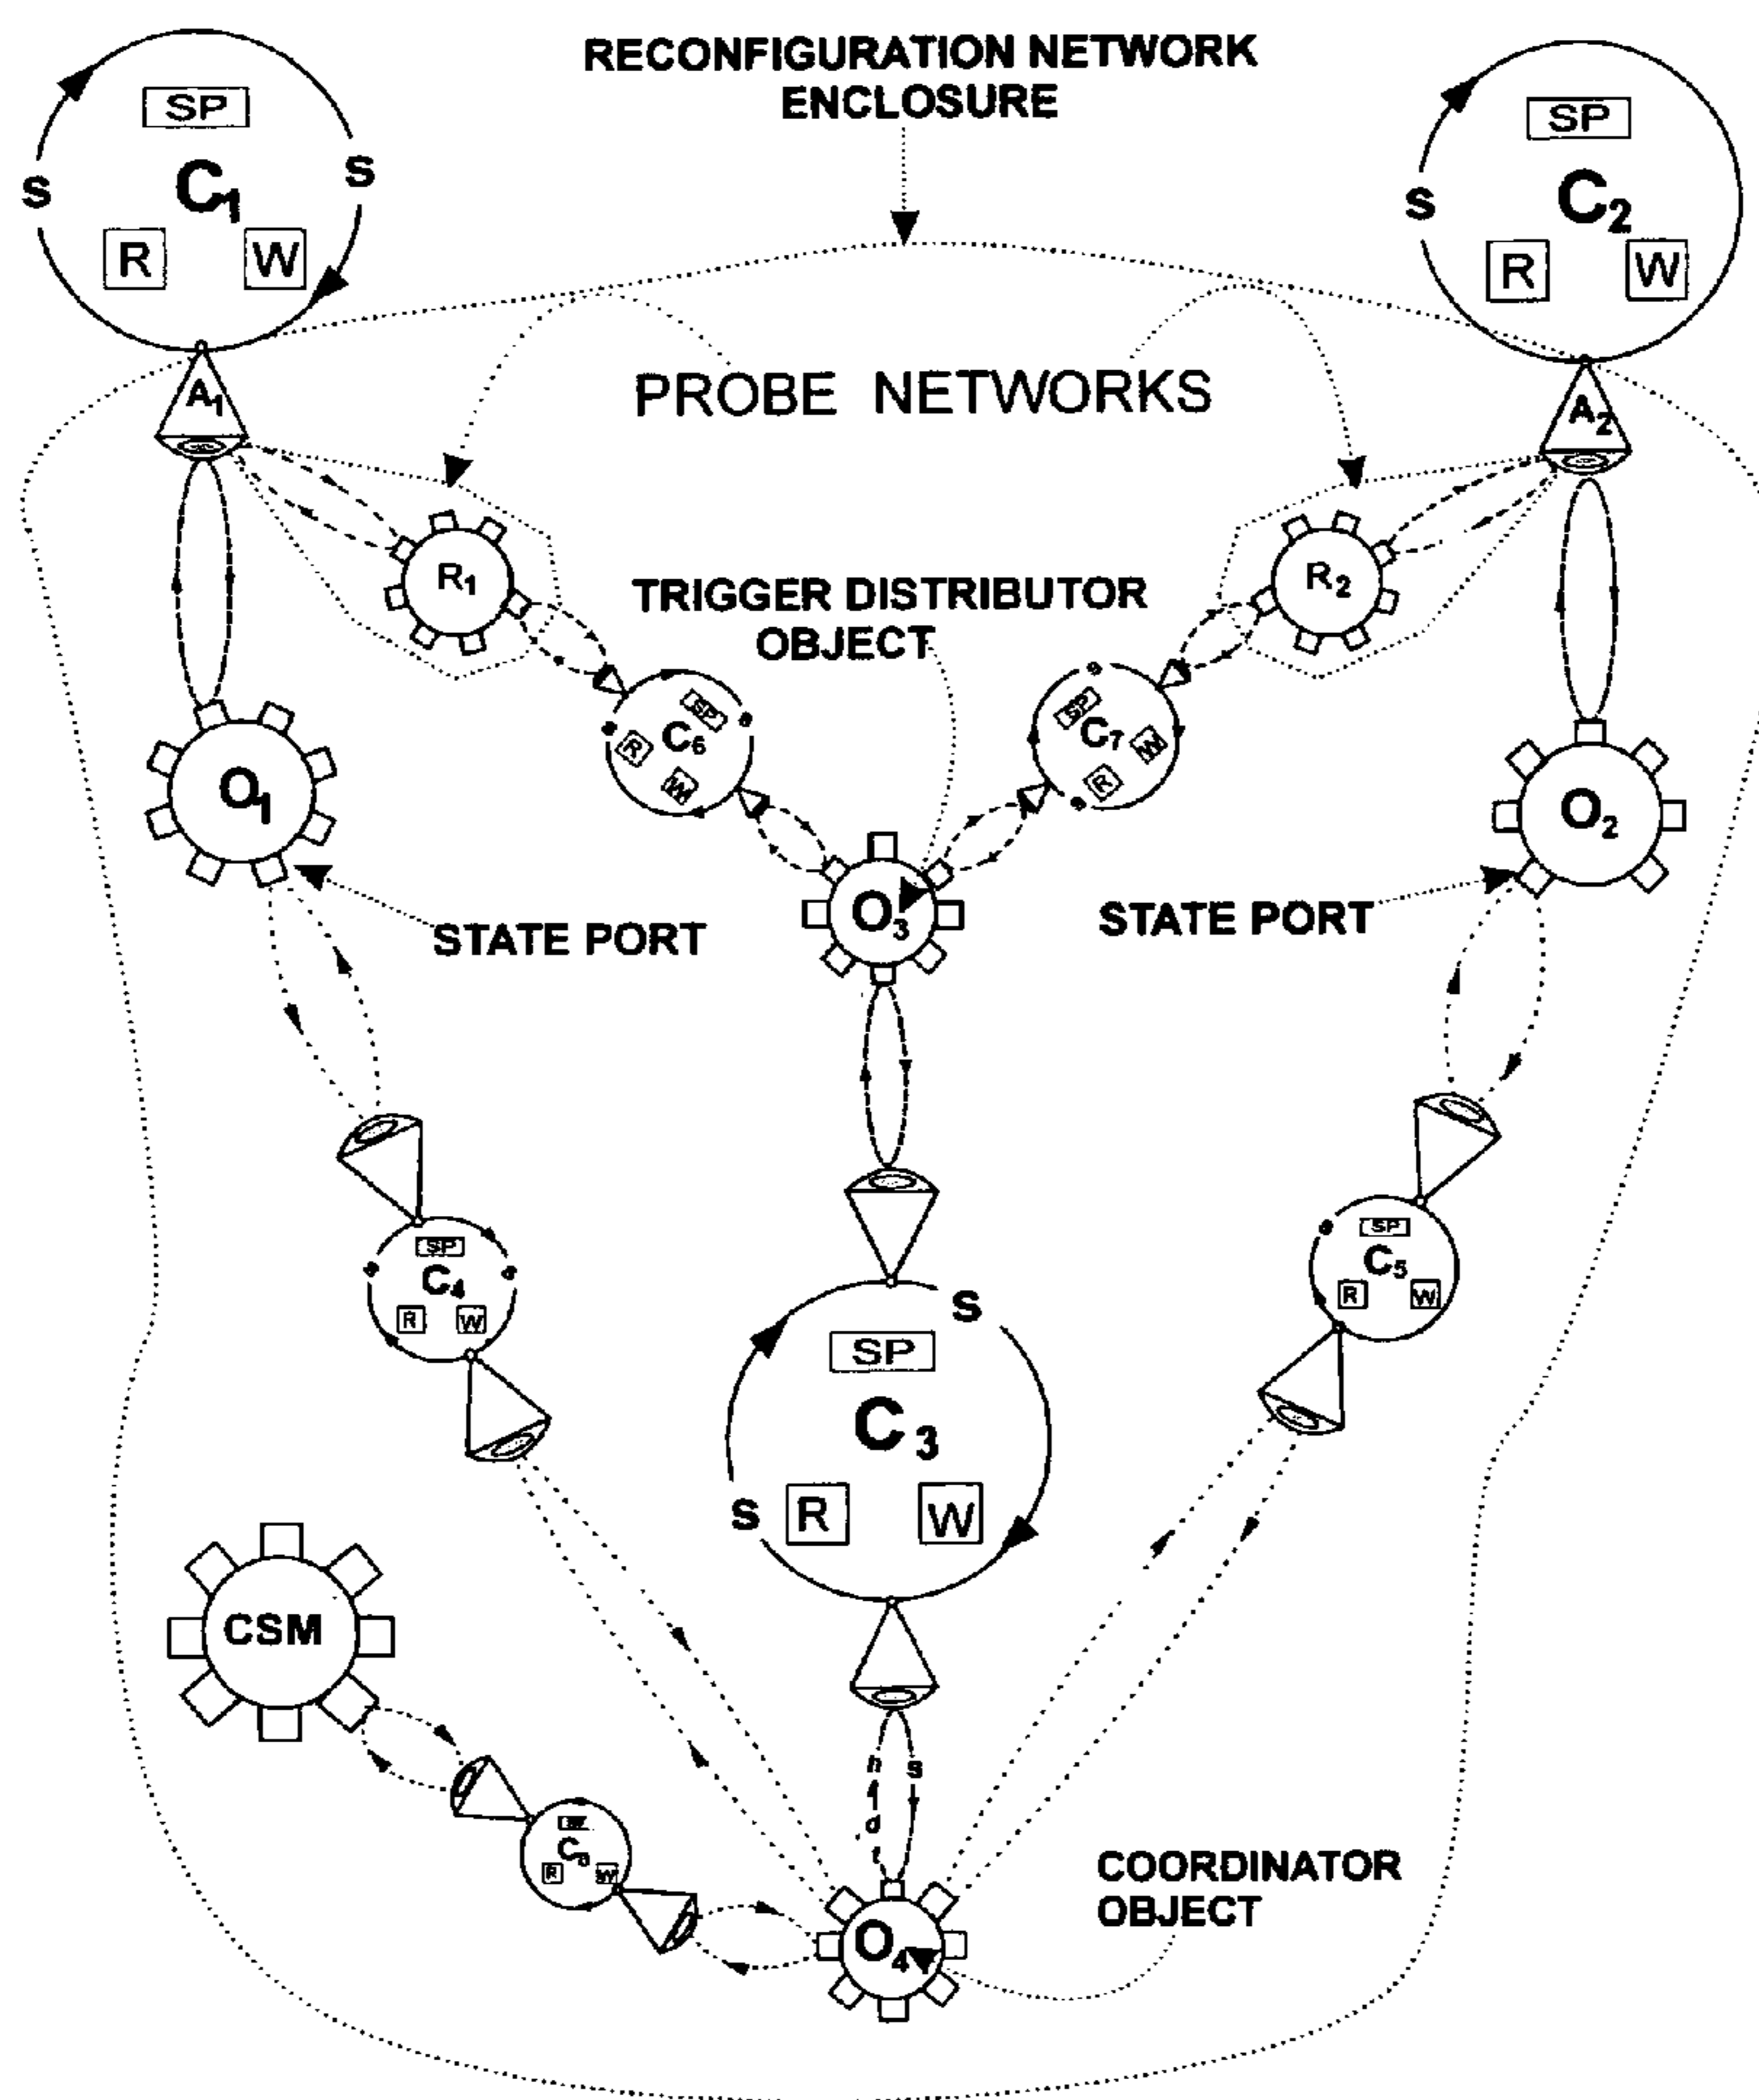 RECONFIGURATION NETWORK
ENCLOSURE
SP
C1
R W
S
S
SP
C2
R W
S
A1
A2
PROBE NETWORKS
R1
R2
TRIGGER DISTRIBUTOR
OBJECT
SP
C6
R
W
s
s
SP
C7
R
W
s
s
O1
O2
O3
STATE PORT
STATE PORT
SP
C4
R W
s
s
SP
C5
R W
s
SP
C3
R W
S
S
CSM
R W
s
COORDINATOR
OBJECT
O4